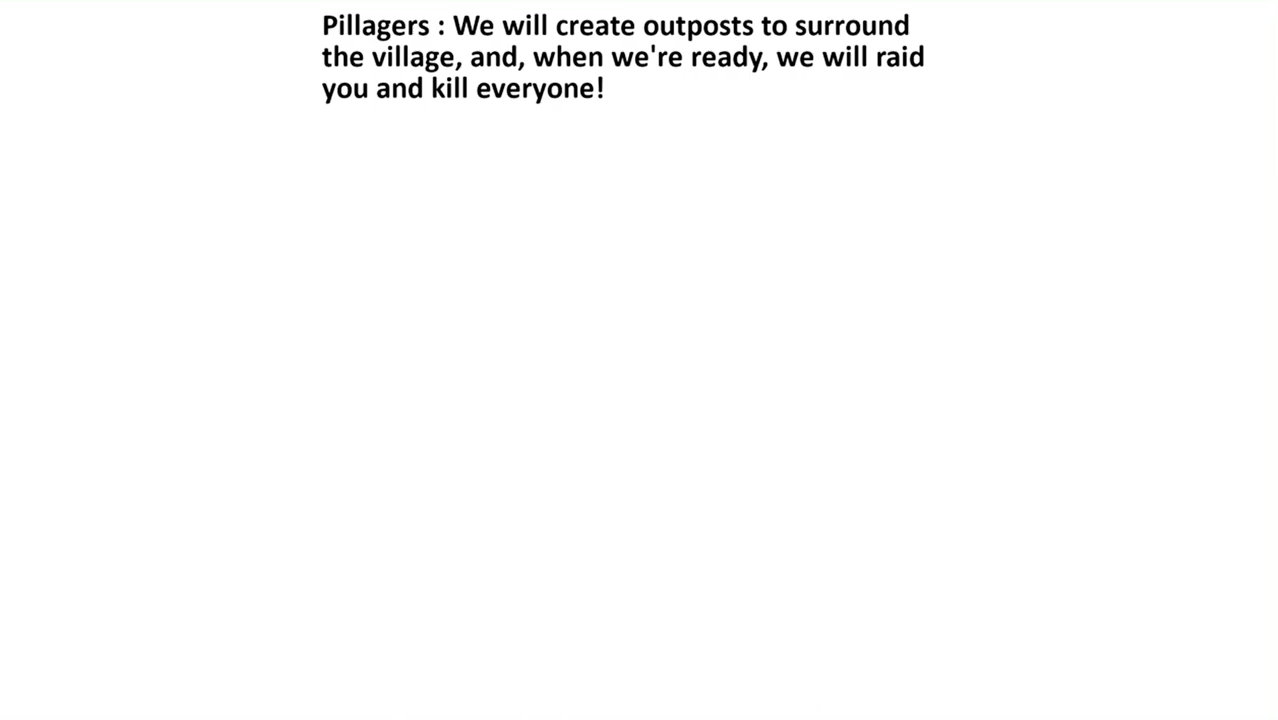 Pillagers : We will create outposts to surround
the village, and, when we're ready, we will raid
you and kill everyone!